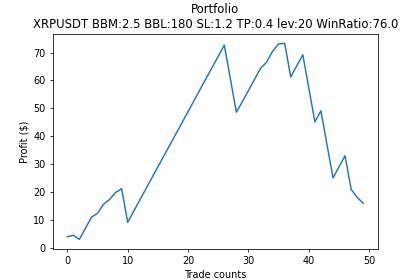 Portfolio
XRPUSDT BBM:2.5 BBL:180 SL:1.2 TP:0.4 lev:20 WinRatio:76.0
70
60
50
40
30
20
10
0
Profit ($)
0 10 20 30 40 50
Trade counts